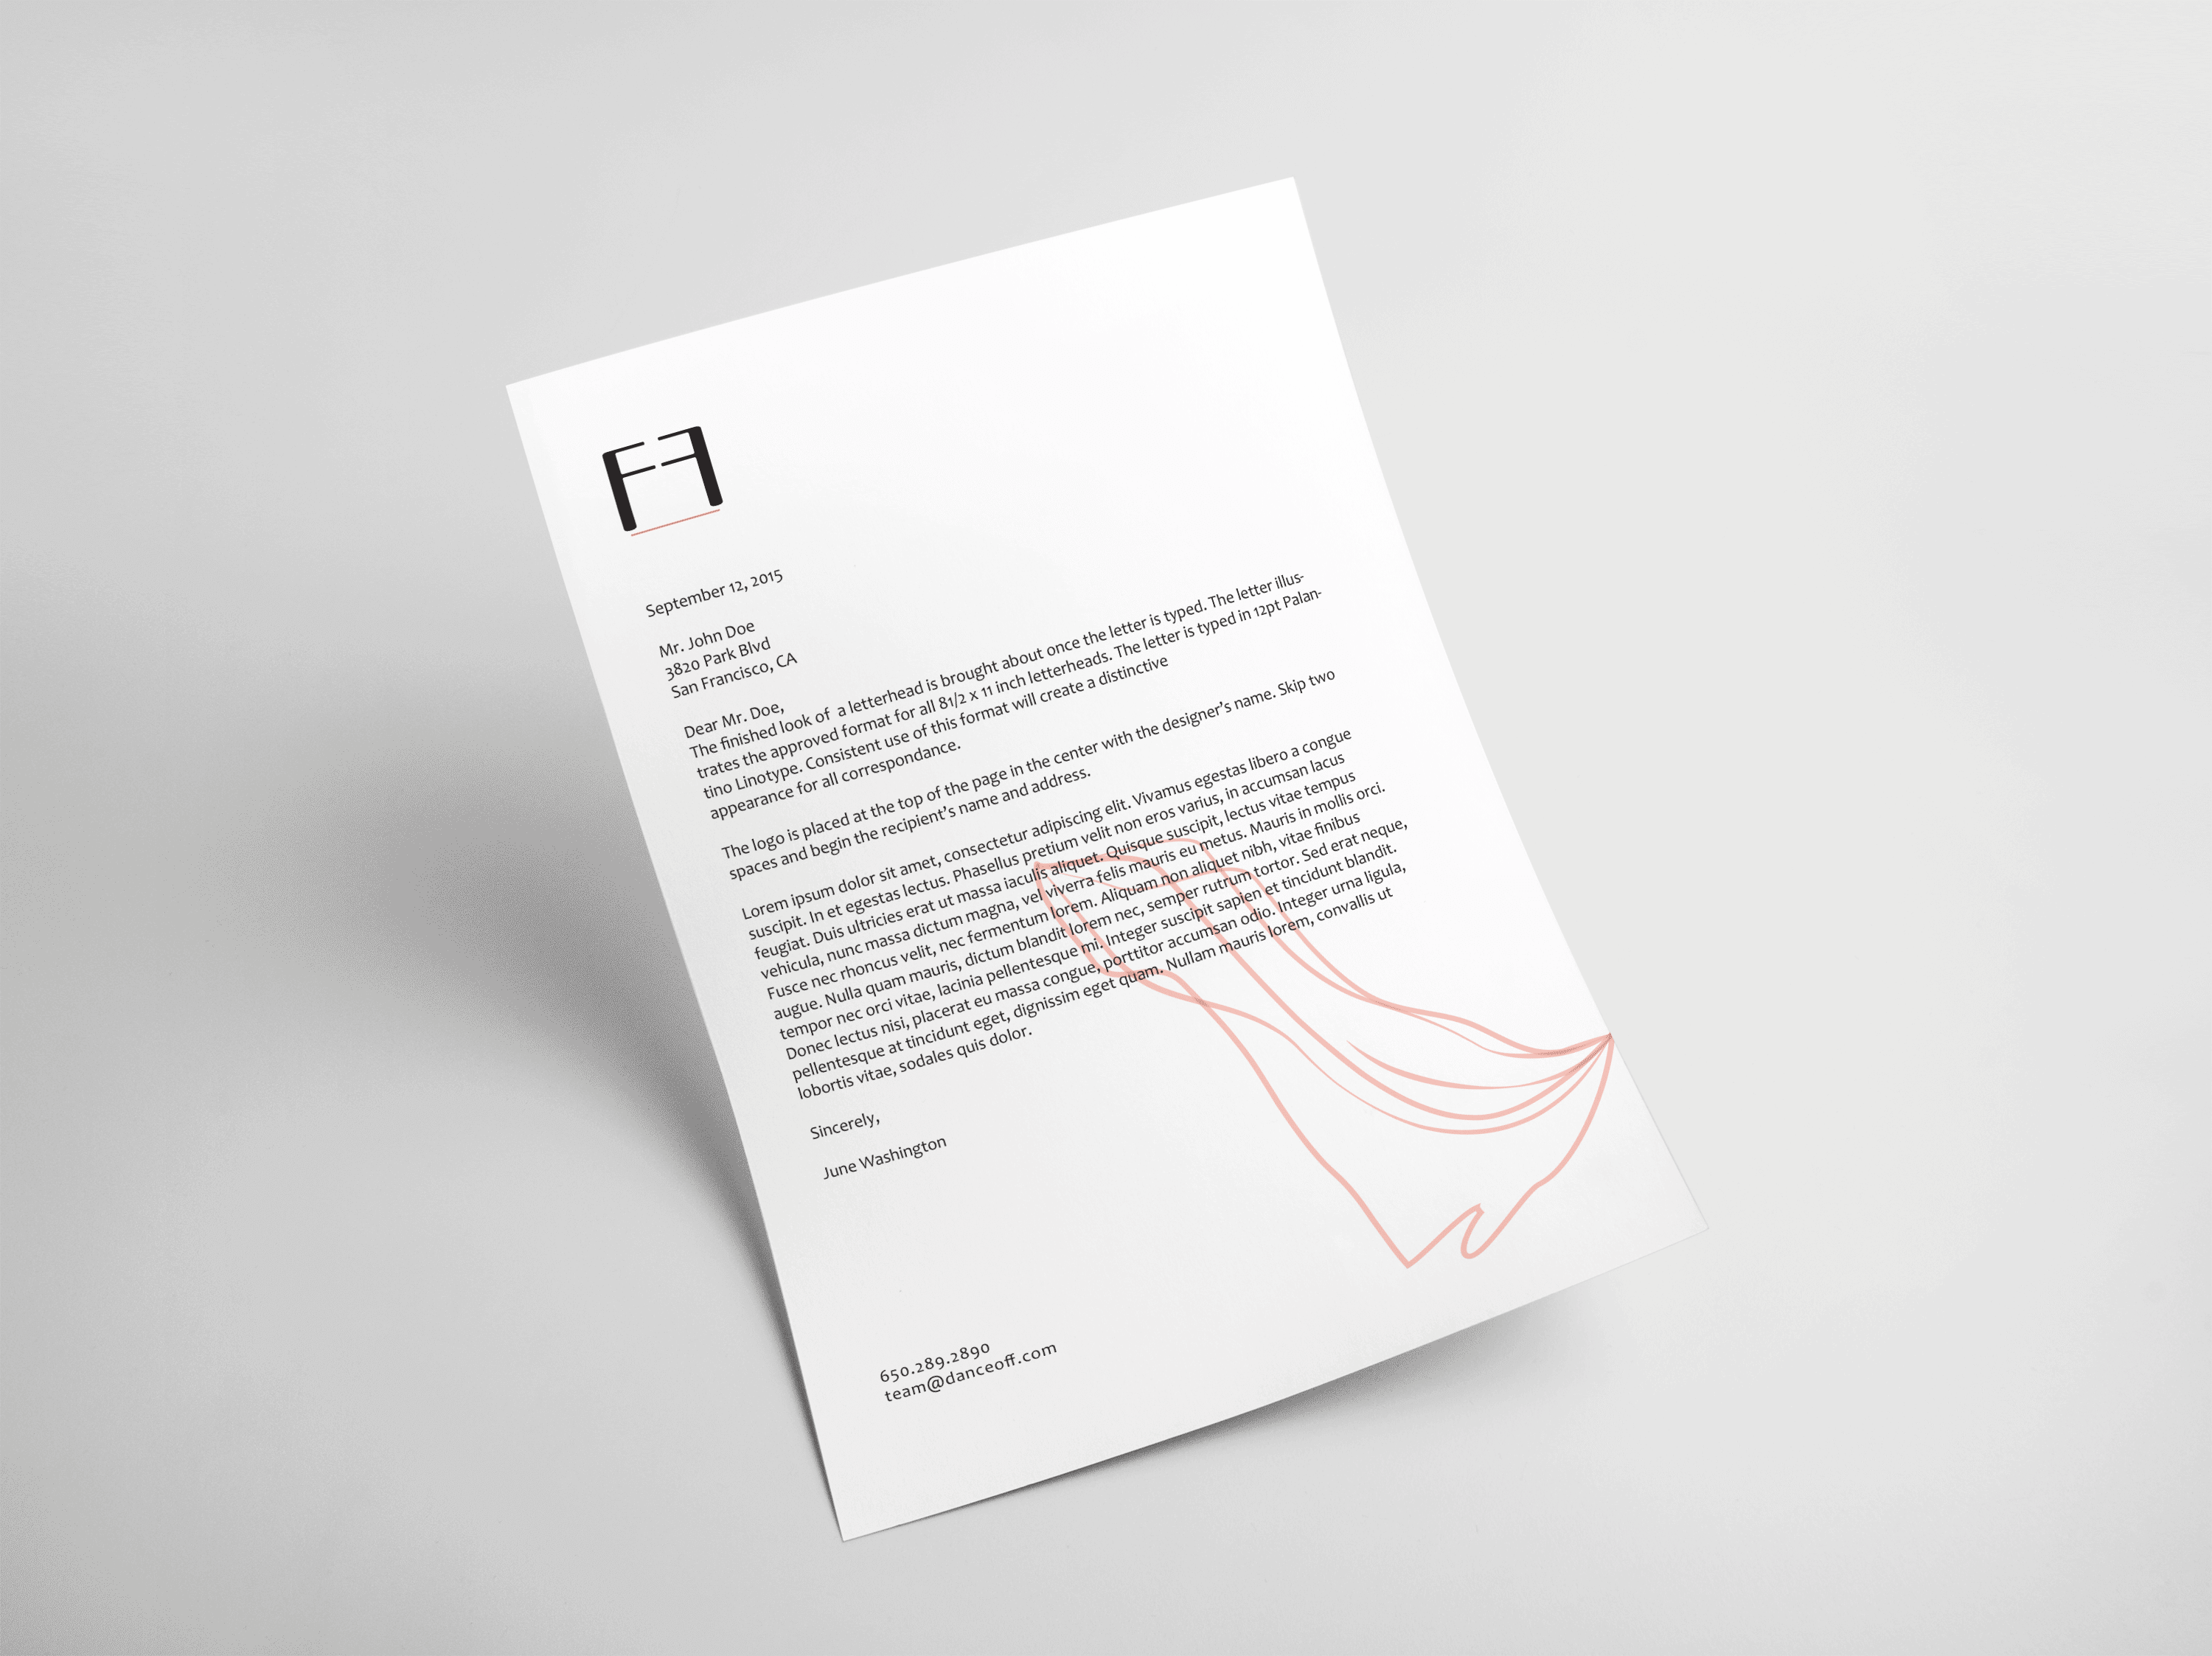 FF
September 12, 2015
Mr. John Doe
3820 Park Blvd
San Francisco, CA
Dear Mr. Doe,
The finished look of  a letterhead is brought about once the letter is typed. The letter illus-
trates the approved format for all 81/2 x 11 inch letterheads. The letter is typed in 12pt Palan-
tino Linotype. Consistent use of this format will create a distinctive
appearance for all correspondance.
The logo is placed at the top of the page in the center with the designer's name. Skip two
spaces and begin the recipient's name and address.
Lorem ipsum dolor sit amet, consectetur adipiscing elit. Vivamus egestas libero a congue
suscipit. In et egestas lectus. Phasellus pretium velit non eros varius, in accumsan lacus
feugiat. Duis ultricies erat ut massa iaculis aliquet. Quisque suscipit, lectus vitae tempus
vehicula, nunc massa dictum magna, vel viverra felis mauris eu metus. Mauris in mollis orci.
Fusce nec rhoncus velit, nec fermentum lorem. Aliquam non aliquet nibh, vitae finibus
augue. Nulla quam mauris, dictum blandit lorem nec, semper rutrum tortor. Sed erat neque,
tempor nec orci vitae, lacinia pellentesque mi. Integer suscipit sapien et tincidunt blandit.
Donec lectus nisi, placerat eu massa congue, porttitor accumsan odio. Integer urna ligula,
pellentesque at tincidunt eget, dignissim eget quam. Nullam mauris lorem, convallis ut
lobortis vitae, sodales quis dolor.
Sincerely,
June Washington
650.289.2890
team@danceoff.com